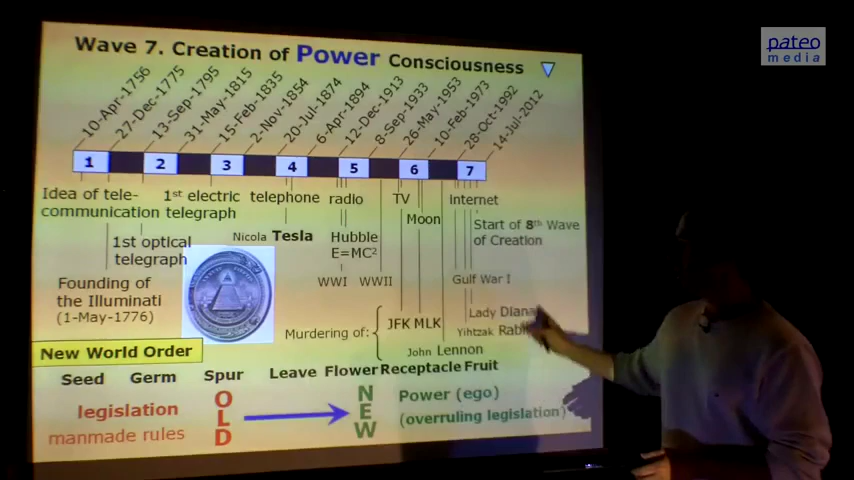 pateo
media
Wave 7. Creation of Power Consciousness
10-Apr-1756
27-Dec-1775
13-Sep-1795
31-May-1815
15-Feb-1835
2-Nov-1854
20-Jul-1874
6-Apr-1894
12-Dec-1913
8-Sep-1933
26-May-1953
10-Feb-1973
28-Oct-1992
14-Jul-2012
1 2 3 4 5 6 7
Idea of tele-
communication
1st electric
telegraph
telephone
radio
TV
Internet
Moon
1st optical
telegraph
Nicola Tesla
Hubble
E=MC²
Start of 8th Wave
of Creation
Founding of
the Illuminati
(1-May-1776)
WWI WWII
Gulf War I
Murdering of
JFK MLK
Lady Diana
Yihtzak
John Lennon
New World Order
Seed Germ Spur Leave Flower Receptacle Fruit
legislation
manmade rules
OLD
NEW
Power (ego)
(overruling legislation)